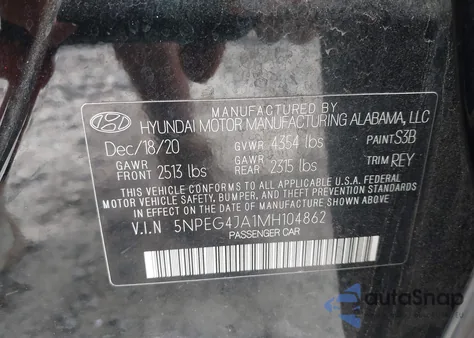 MANUFACTURED BY
HYUNDAI MOTOR MANUFACTURING ALABAMA, LLC
Dec/18/20 GVWR 4354 lbs PAINT S3B
GAWR FRONT 2513 lbs GAWR REAR 2315 lbs TRIM REY
THIS VEHICLE CONFORMS TO ALL APPLICABLE U.S.A. FEDERAL
MOTOR VEHICLE SAFETY, BUMPER, AND THEFT PREVENTION STANDARDS
IN EFFECT ON THE DATE OF MANUFACTURE SHOWN ABOVE.
V.I.N 5NPEG4JA1MH104862
PASSENGER CAR
autoSnap